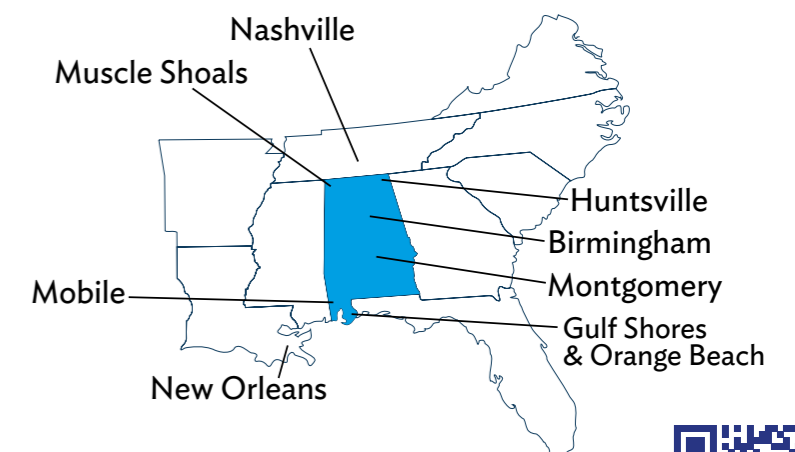 Nashville
Muscle Shoals
Huntsville
Birmingham
Montgomery
Mobile
Gulf Shores
& Orange Beach
New Orleans